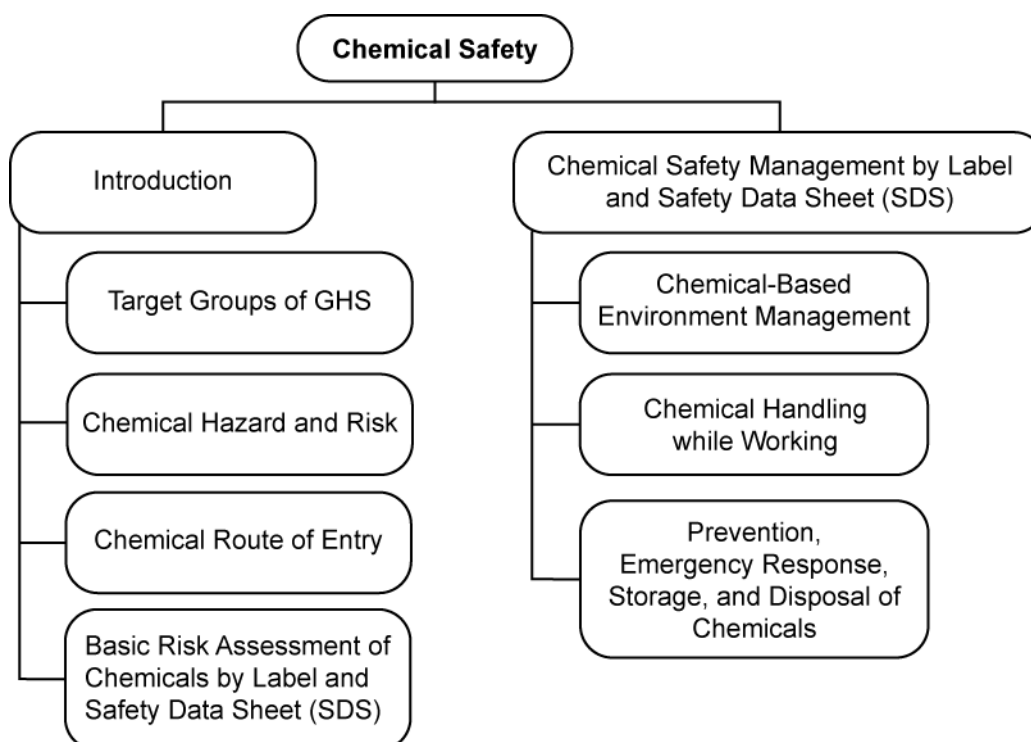 Chemical Safety
Introduction
Target Groups of GHS
Chemical Hazard and Risk
Chemical Route of Entry
Basic Risk Assessment of
Chemicals by Label and
Safety Data Sheet (SDS)
Chemical Safety Management by Label
and Safety Data Sheet (SDS)
Chemical-Based
Environment Management
Chemical Handling
while Working
Prevention,
Emergency Response,
Storage, and Disposal of
Chemicals